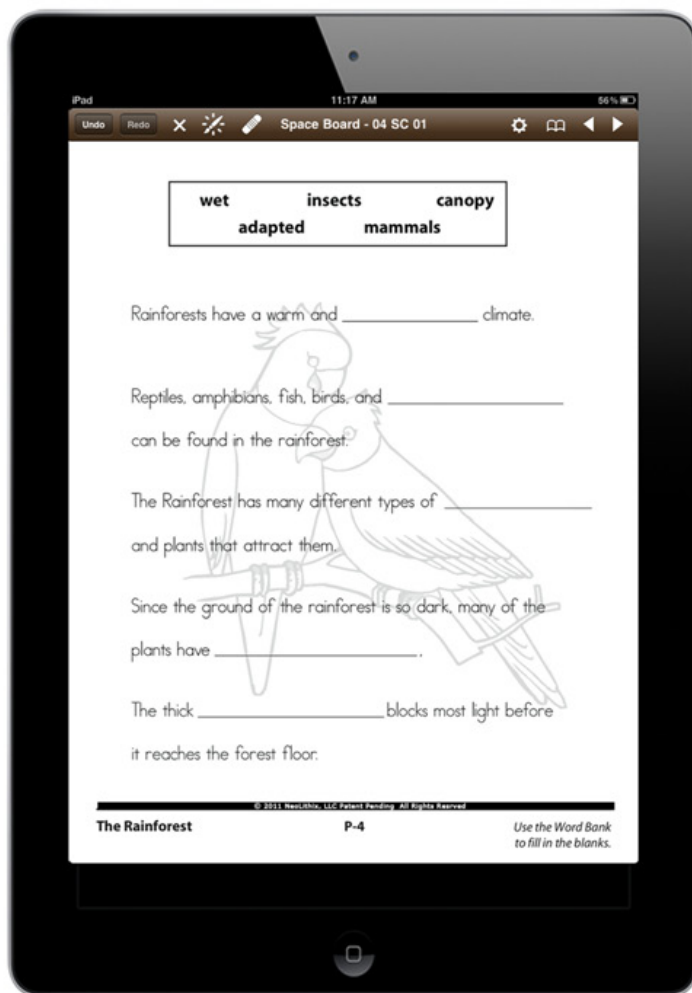 iPad 11:17 AM 56%
Undo Redo Space Board - 04 SC 01
wet insects canopy
adapted mammals
Rainforests have a warm and ______________ climate.
Reptiles, amphibians, fish, birds, and __________________
can be found in the rainforest.
The Rainforest has many different types of _______________
and plants that attract them.
Since the ground of the rainforest is so dark, many of the
plants have _____________________.
The thick ___________________ blocks most light before
it reaches the forest floor.
© 2011 NeoLithix, LLC Patent Pending All Rights Reserved
The Rainforest P-4 Use the Word Bank
to fill in the blanks.